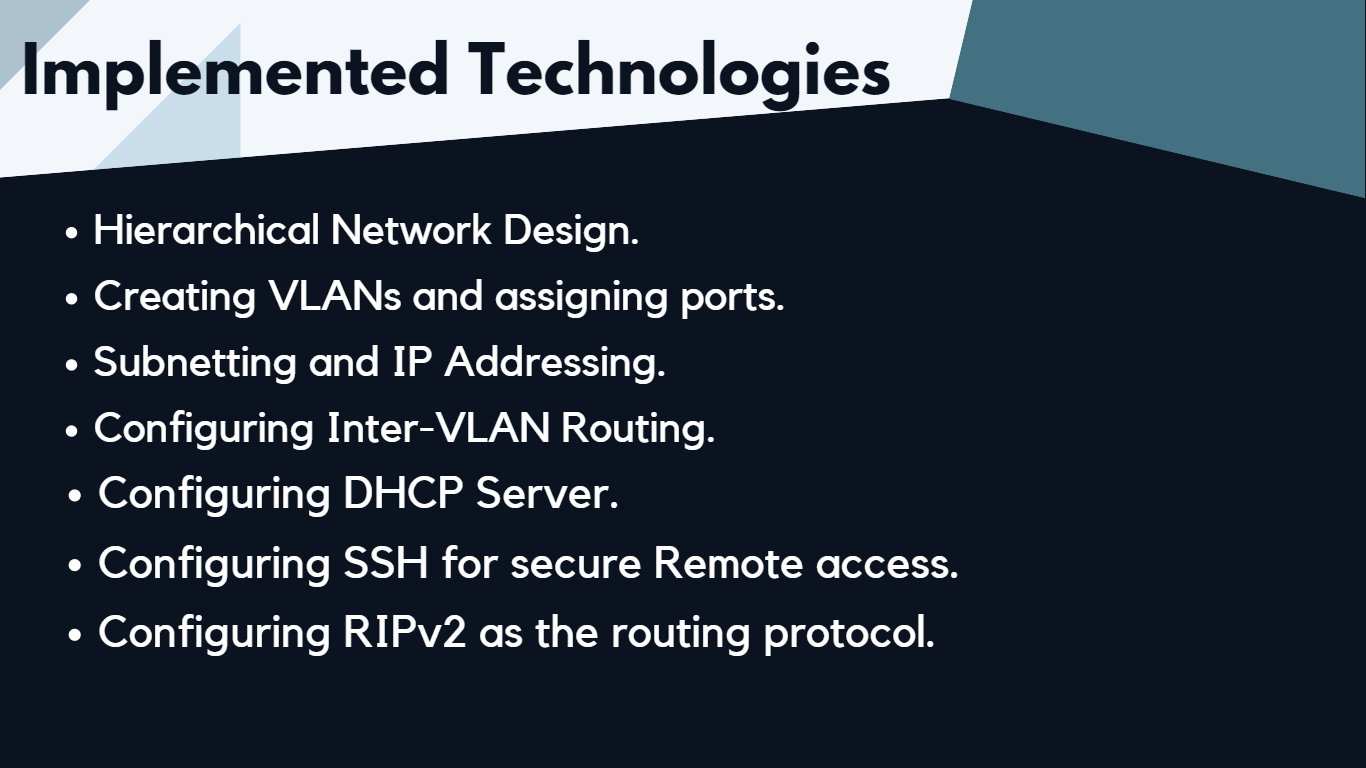 Implemented Technologies
• Hierarchical Network Design.
• Creating VLANs and assigning ports.
• Subnetting and IP Addressing.
• Configuring Inter-VLAN Routing.
• Configuring DHCP Server.
• Configuring SSH for secure Remote access.
• Configuring RIPv2 as the routing protocol.